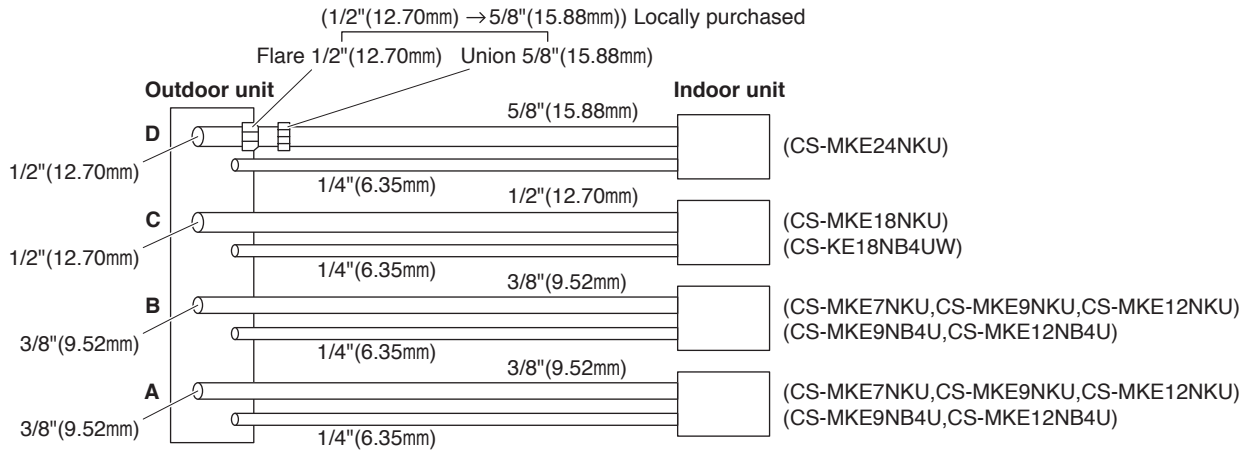 (1/2"(12.70mm) →5/8"(15.88mm)) Locally purchased
Flare 1/2"(12.70mm) Union 5/8"(15.88mm)
Outdoor unit
Indoor unit
5/8"(15.88mm)
D
(CS-MKE24NKU)
1/2"(12.70mm)
1/4"(6.35mm)
1/2"(12.70mm)
C
(CS-MKE18NKU)
(CS-KE18NB4UW)
1/2"(12.70mm)
1/4"(6.35mm)
3/8"(9.52mm)
B
(CS-MKE7NKU,CS-MKE9NKU,CS-MKE12NKU)
(CS-MKE9NB4U,CS-MKE12NB4U)
3/8"(9.52mm)
1/4"(6.35mm)
3/8"(9.52mm)
A
(CS-MKE7NKU,CS-MKE9NKU,CS-MKE12NKU)
(CS-MKE9NB4U,CS-MKE12NB4U)
3/8"(9.52mm)
1/4"(6.35mm)